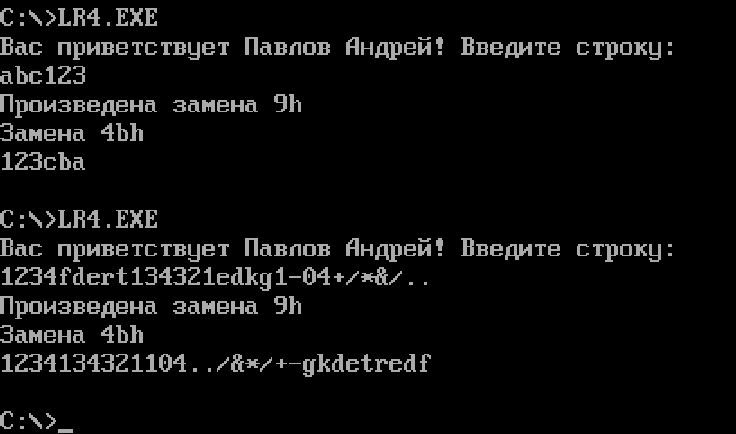 C:\>LR4.EXE
Вас приветствует Павлов Андрей! Введите строку:
abc123
Произведена замена 9h
Замена 4bh
123cba
C:\>LR4.EXE
Вас приветствует Павлов Андрей! Введите строку:
1234fdert134321edkg1-04+/*&/..
Произведена замена 9h
Замена 4bh
1234134321104../&*/+-gkdetredf
C:\>_